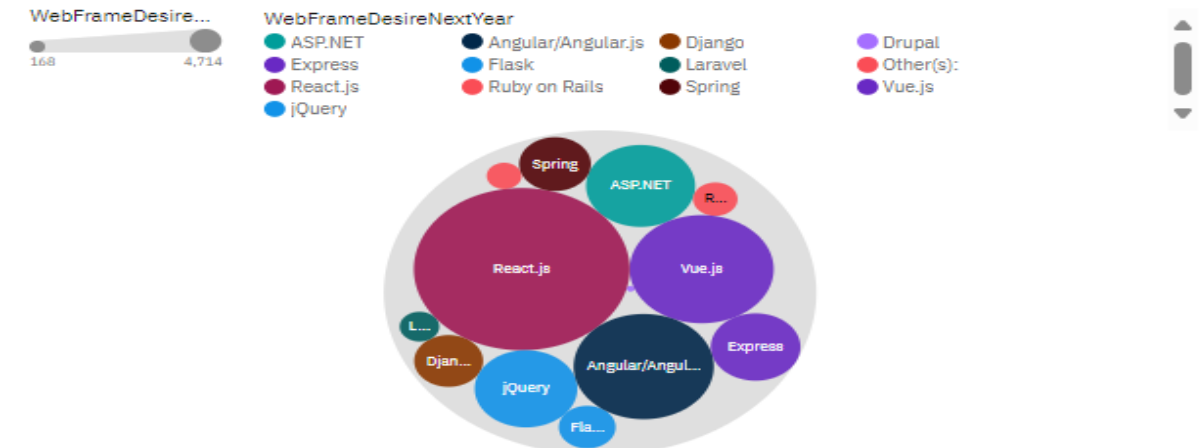 WebFrameDesire...
168 4,714
WebFrameDesireNextYear
ASP.NET Angular/Angular.js Django Drupal
Express Flask Laravel Other(s):
React.js Ruby on Rails Spring Vue.js
jQuery
Spring
ASP.NET
R...
React.js
Vue.js
L...
Express
Djan...
Angular/Angul...
jQuery
Fla...